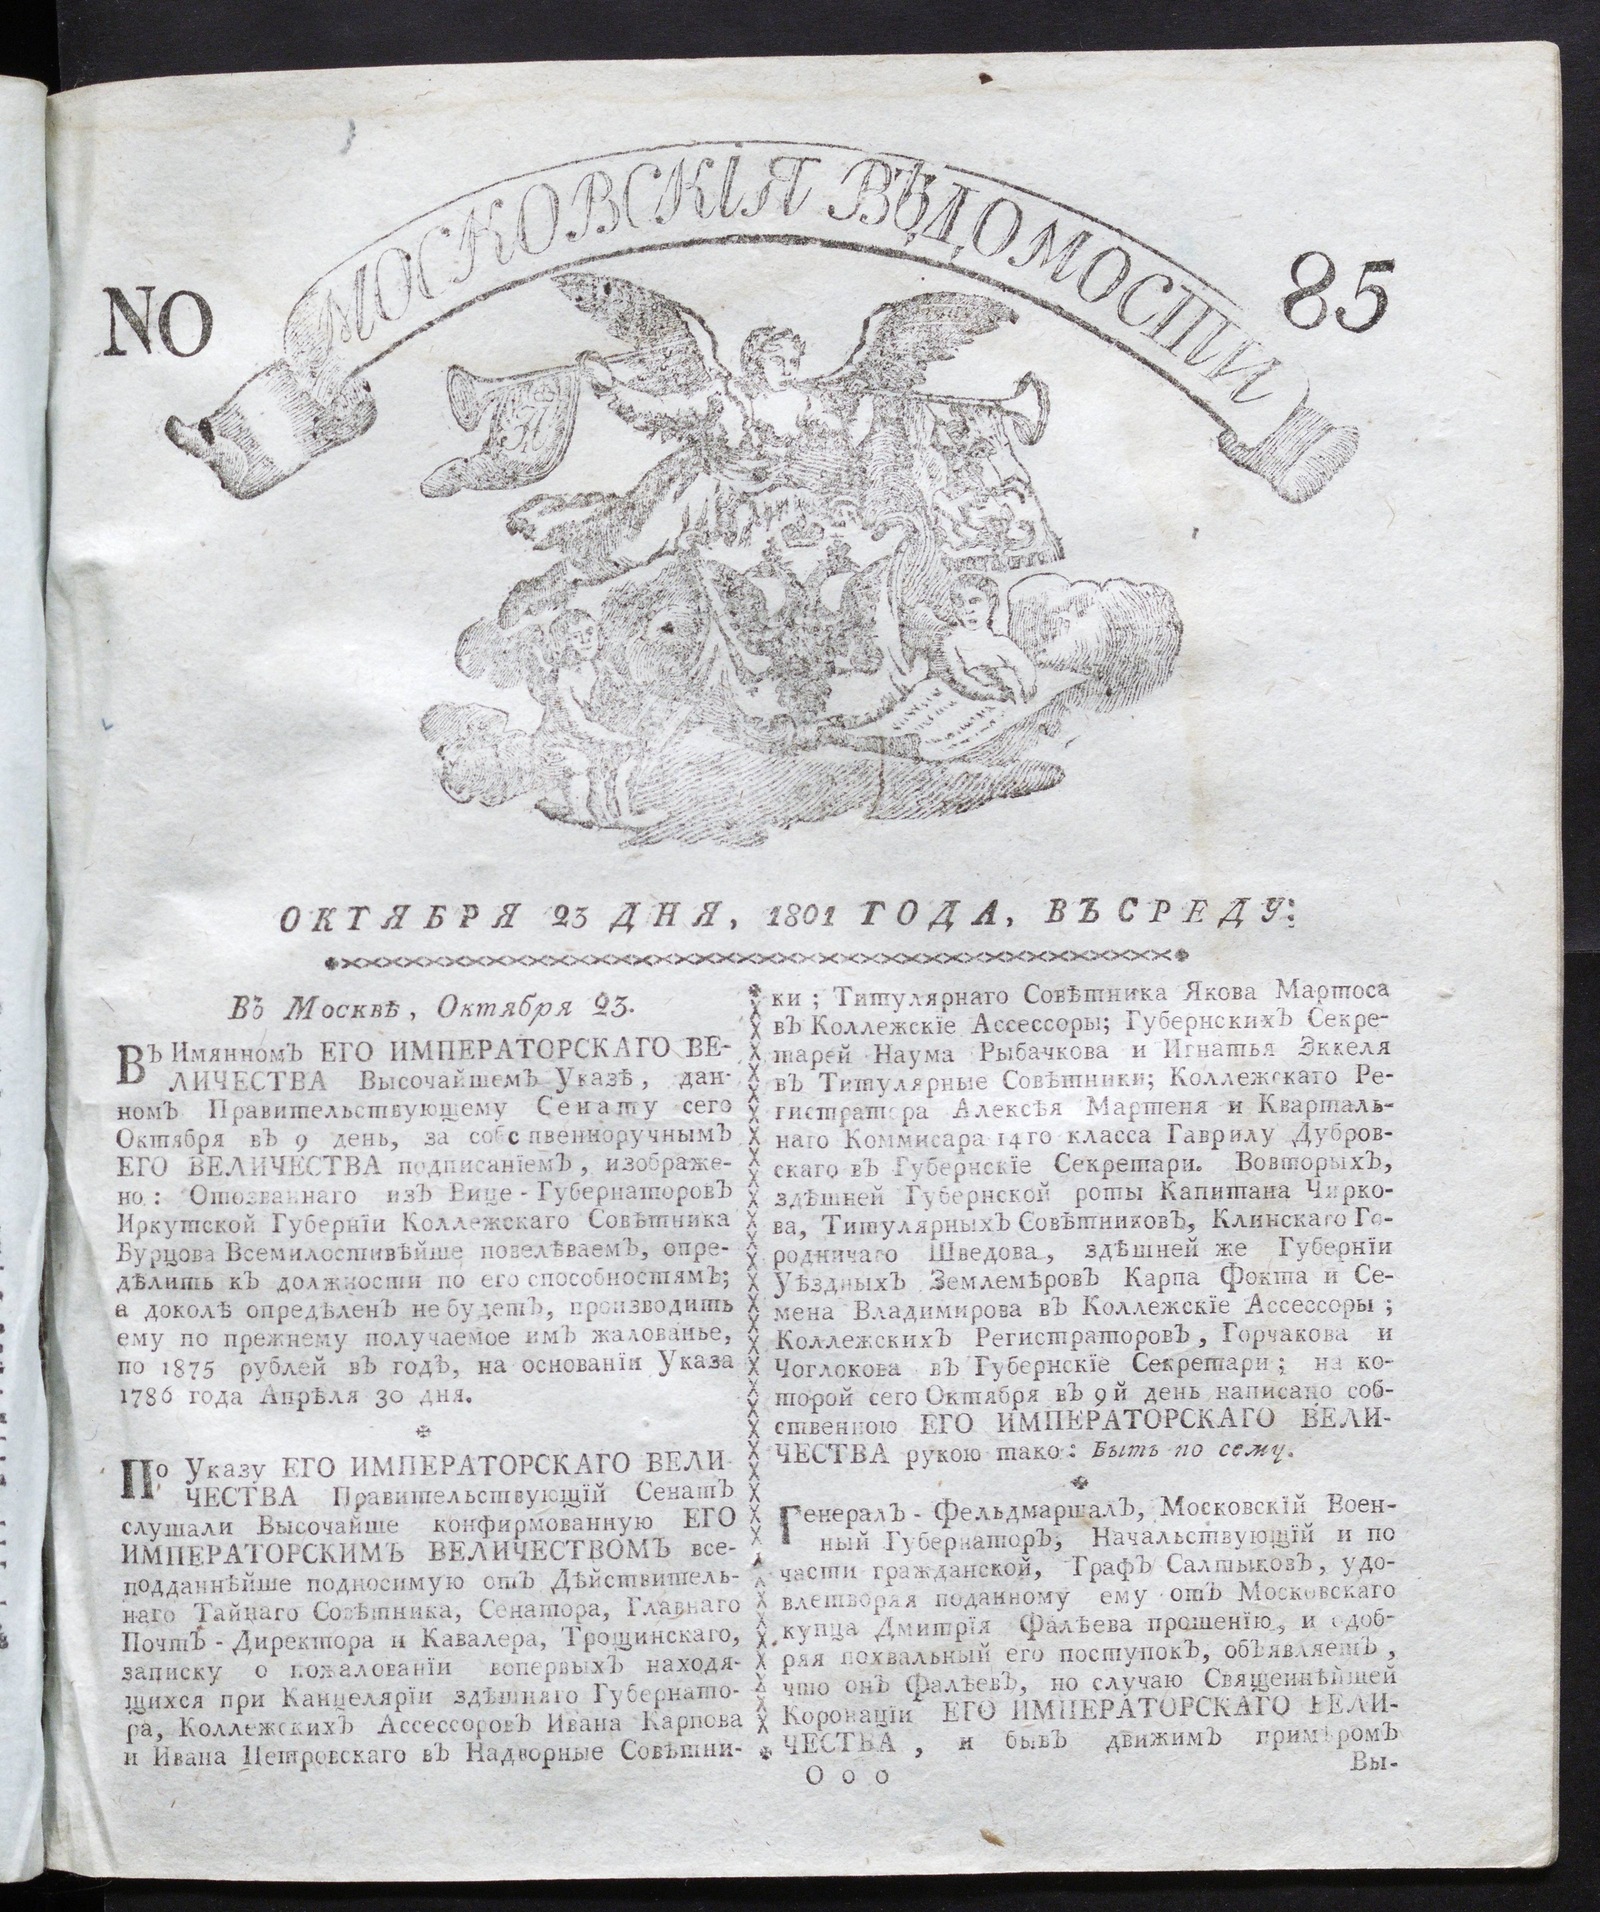 МОСКОВСКІЯ ВѢДОМОСТИ
NO 85
ОКТЯБРЯ 23 ДНЯ, 1801 ГОДА, ВЪ СРЕДУ:
Въ Москвѣ, Октября 23.
Въ Имянномъ ЕГО ИМПЕРАТОРСКАГО ВЕ-
ЛИЧЕСТВА Высочайшемъ Указѣ, дан-
номъ Правительствующему Сенату сего
Октября въ 9 день, за собственноручнымъ
ЕГО ВЕЛИЧЕСТВА подписаніемъ, изображе-
но: Отозваннаго изъ Вице-Губернаторовъ
Иркутской Губерніи Коллежскаго Совѣтника
Бурцова Всемилостивѣйше повелѣваемъ, опре-
дѣлить къ должности по его способностямъ;
а доколѣ опредѣленъ не будетъ, производить
ему по прежнему получаемое имъ жалованье,
по 1875 рублей въ годъ, на основаніи Указа
1786 года Апрѣля 30 дня.
По Указу ЕГО ИМПЕРАТОРСКАГО ВЕЛИ-
ЧЕСТВА Правительствующій Сенатъ
слушали Высочайше конфирмованную ЕГО
ИМПЕРАТОРСКИМЪ ВЕЛИЧЕСТВОМЪ все-
подданнѣйше подносимую отъ Дѣйствитель-
наго Тайнаго Совѣтника, Сенатора, Главнаго
Почтъ-Директора и Кавалера, Трощинскаго,
записку о пожалованіи вопервыхъ находя-
щихся при Канцеляріи здѣшняго Губернато-
ра, Коллежскихъ Ассессоровъ Ивана Карпова
и Ивана Петровскаго въ Надворные Совѣтни-
ки; Титулярнаго Совѣтника Якова Мартоса
въ Коллежскіе Ассессоры; Губернскихъ Секре-
тарей Наума Рыбачкова и Игнатья Эккеля
въ Титулярные Совѣтники; Коллежскаго Ре-
гистратора Алексѣя Мартеня и Кварталь-
наго Коммисара 14го класса Гаврилу Дубров-
скаго въ Губернскіе Секретари. Вовторыхъ,
здѣшней Губернской роты Капитана Чирко-
ва, Титулярныхъ Совѣтниковъ, Клинскаго Го-
родничаго Шведова, здѣшней же Губерніи
Уѣздныхъ Землемѣровъ Карпа Фокта и Се-
мена Владимирова въ Коллежскіе Ассессоры;
Коллежскихъ Регистраторовъ, Горчакова и
Чоглокова въ Губернскіе Секретари; на ко-
торой сего Октября въ 9й день написано соб-
ственною ЕГО ИМПЕРАТОРСКАГО ВЕЛИ-
ЧЕСТВА рукою тако: Быть по сему.
Генералъ-Фельдмаршалъ, Московскій Воен-
ный Губернаторъ, Начальствующій и по
части гражданской, Графъ Салтыковъ, удо-
влетворяя поданному ему отъ Московскаго
купца Дмитрія Фалѣева прошенію, и одоб-
ряя похвальный его поступокъ, объявляетъ,
что онъ Фалѣевъ, по случаю Священнѣйшей
Коронаціи ЕГО ИМПЕРАТОРСКАГО ВЕЛИ-
ЧЕСТВА, и бывъ движимъ примѣромъ
О о о Вы-